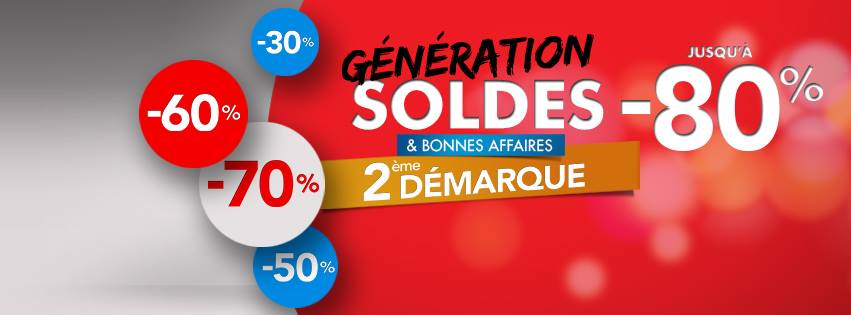 -30%
-60%
-70%
-50%
GÉNÉRATION
SOLDES
& BONNES AFFAIRES
2ème DÉMARQUE
JUSQU'À
-80%